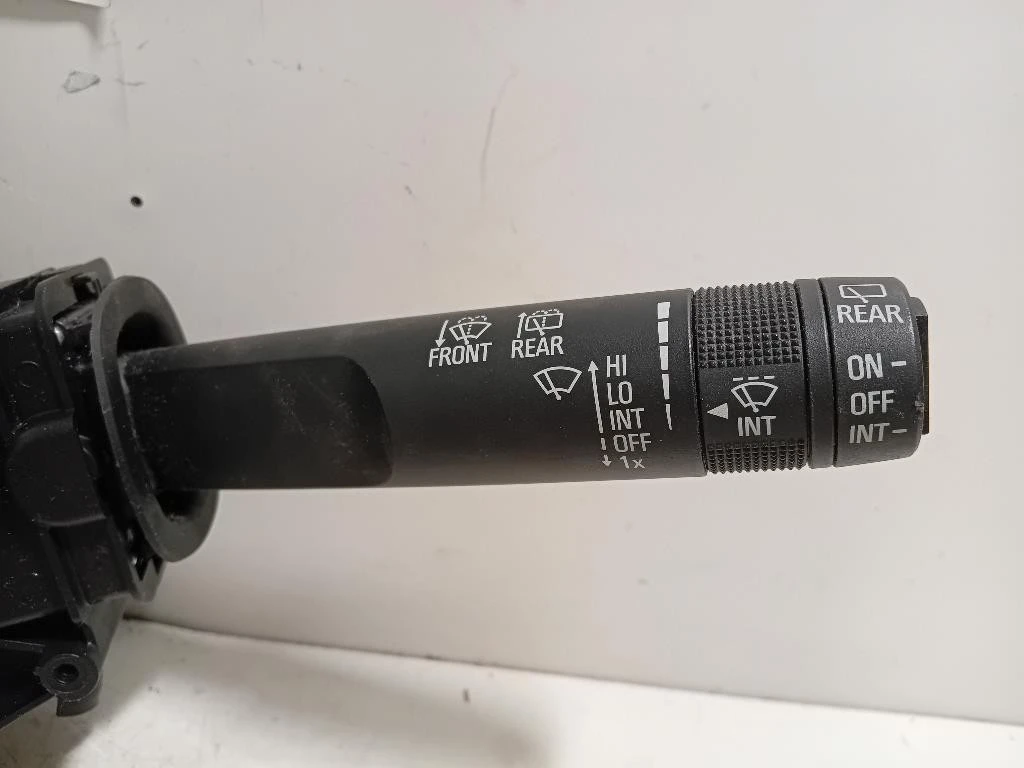 FRONT
REAR
HI
LO
INT
OFF
1x
INT
REAR
ON
OFF
INT